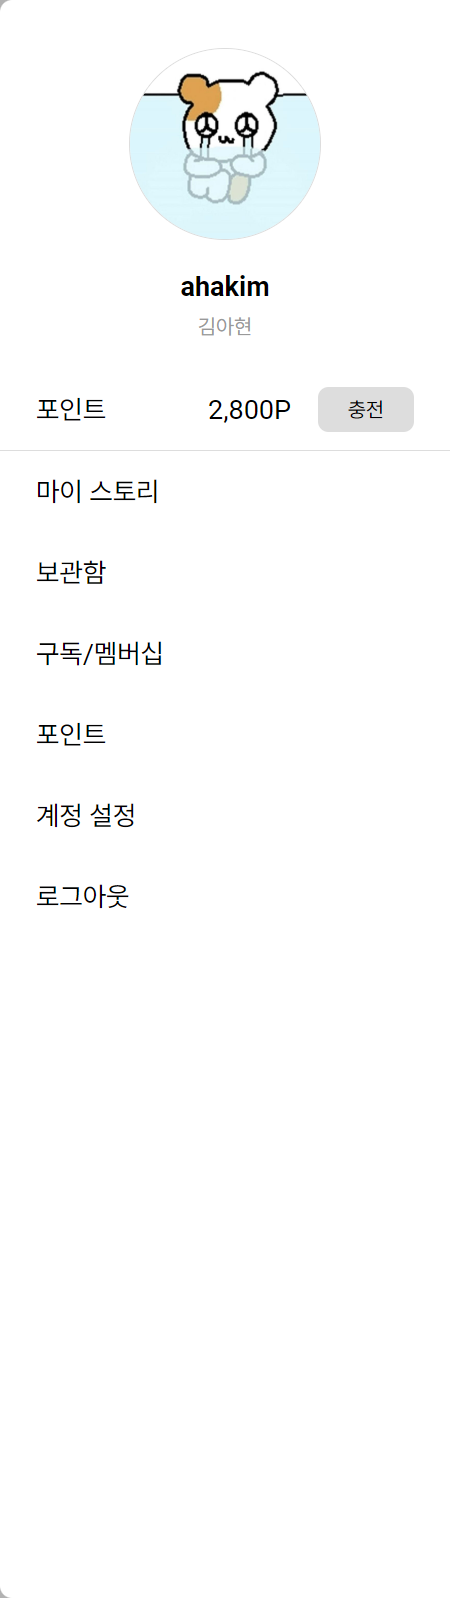 ahakim
김아현
포인트 2,800P 충전
마이 스토리
보관함
구독/멤버십
포인트
계정 설정
로그아웃